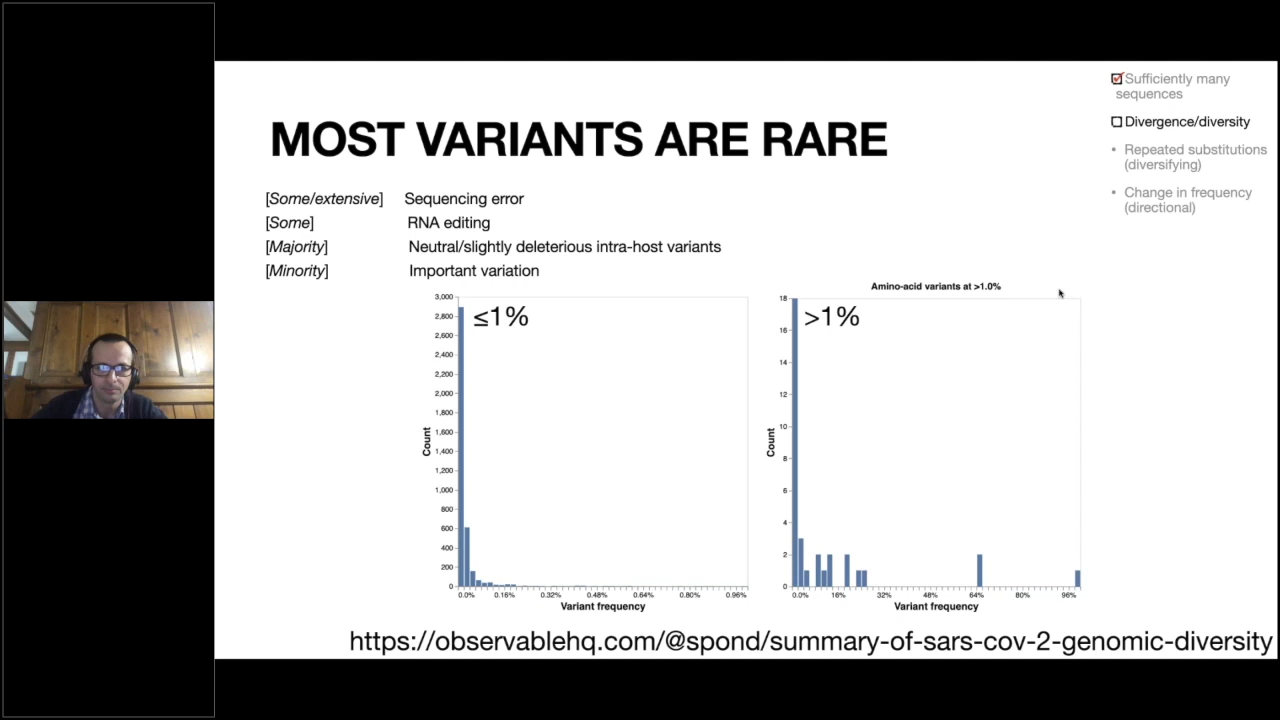 MOST VARIANTS ARE RARE
[Some/extensive] Sequencing error
[Some] RNA editing
[Majority] Neutral/slightly deleterious intra-host variants
[Minority] Important variation
Sufficiently many
sequences
Divergence/diversity
• Repeated substitutions
(diversifying)
• Change in frequency
(directional)
≤1%
3,000
2,800
2,600
2,400
2,200
2,000
1,800
1,600
1,400
1,200
1,000
800
600
400
200
0
Count
0.0% 0.16% 0.32% 0.48% 0.64% 0.80% 0.96%
Variant frequency
Amino-acid variants at >1.0%
>1%
18
16
14
12
10
8
6
4
2
0
Count
0.0% 16% 32% 48% 64% 80% 96%
Variant frequency
https://observablehq.com/@spond/summary-of-sars-cov-2-genomic-diversity